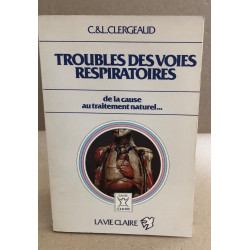 C.&L.CLERGEAUD
TROUBLES DES VOIES
RESPIRATOIRES
de la cause
au traitement naturel...
LA VIE CLAIRE